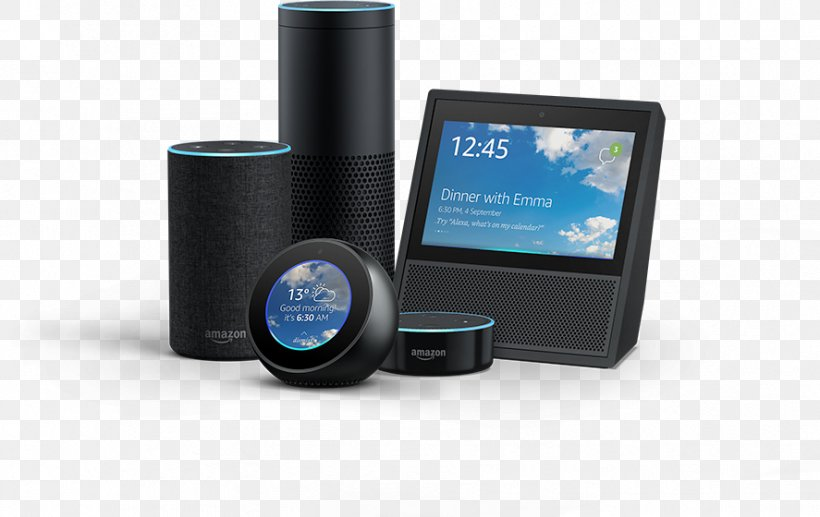 12:45
3
Dinner with Emma
6:30 PM, 4 September
Try "Alexa, what's on my calendar?"
13°
Good morning!
it's 6:30 AM
amazon
amazon